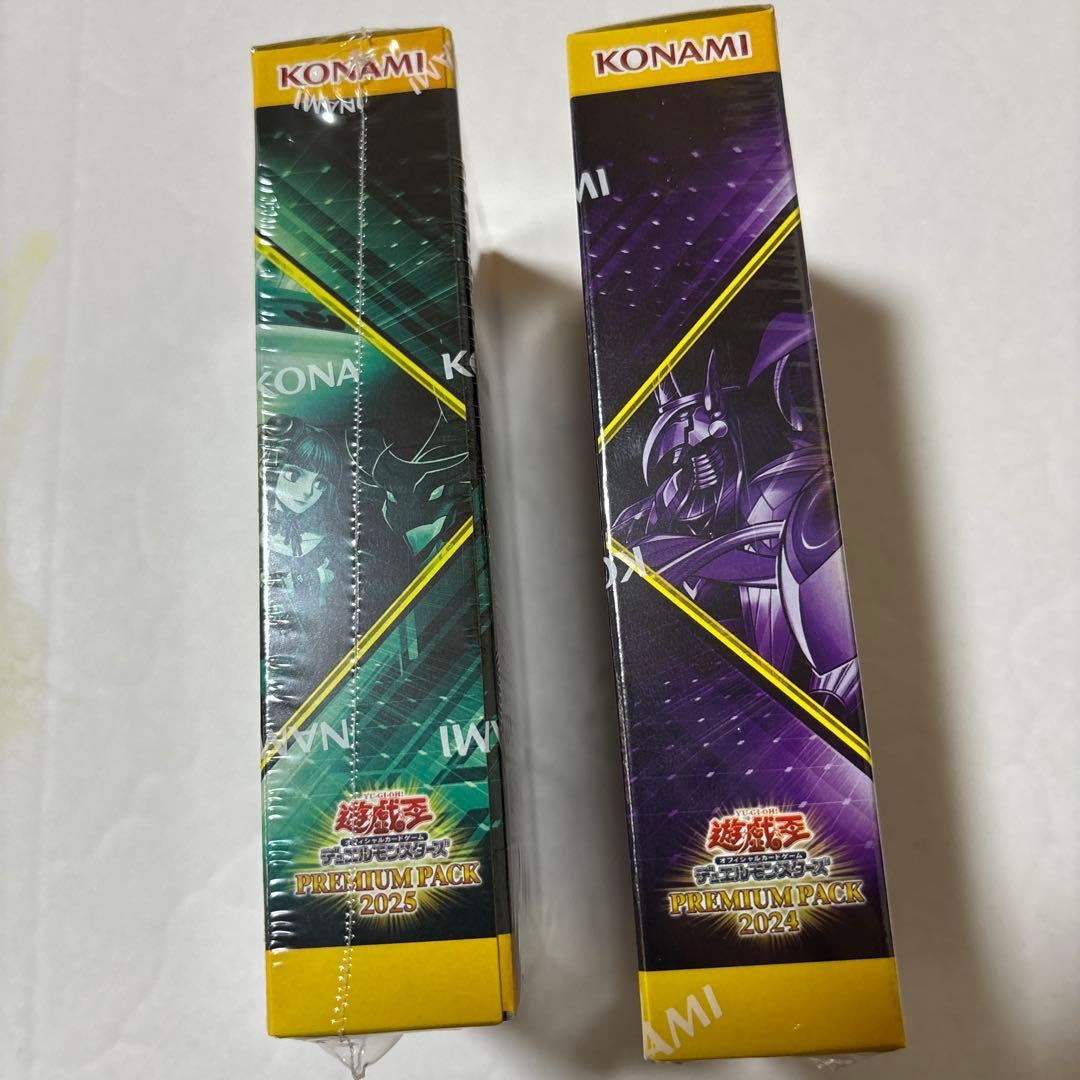 KONAMI
KONA
YU-GI-OH!
遊戯王
オフィシャルカードゲーム
デュエルモンスターズ
PREMIUM PACK
2025
KONAMI
YU-GI-OH!
遊戯王
オフィシャルカードゲーム
デュエルモンスターズ
PREMIUM PACK
2024
AMI